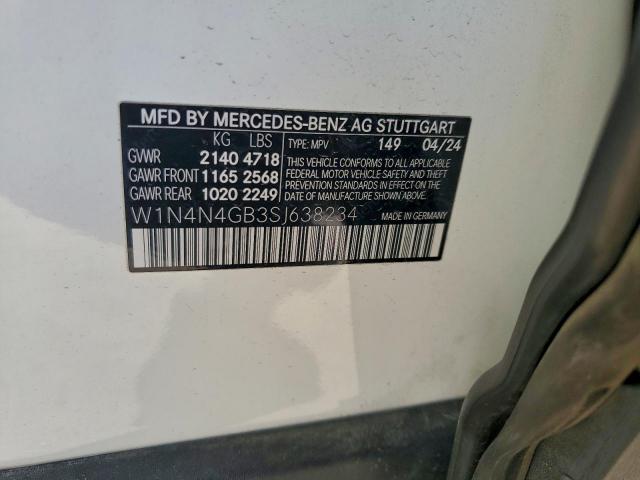 MFD BY MERCEDES-BENZ AG STUTTGART
KG LBS TYPE: MPV 149 04/24
GVWR 2140 4718
GAWR FRONT 1165 2568
GAWR REAR 1020 2249
THIS VEHICLE CONFORMS TO ALL APPLICABLE
FEDERAL MOTOR VEHICLE SAFETY AND THEFT
PREVENTION STANDARDS IN EFFECT ON THE
DATE OF MANUFACTURE SHOWN ABOVE.
W1N4N4GB3SJ638234 MADE IN GERMANY